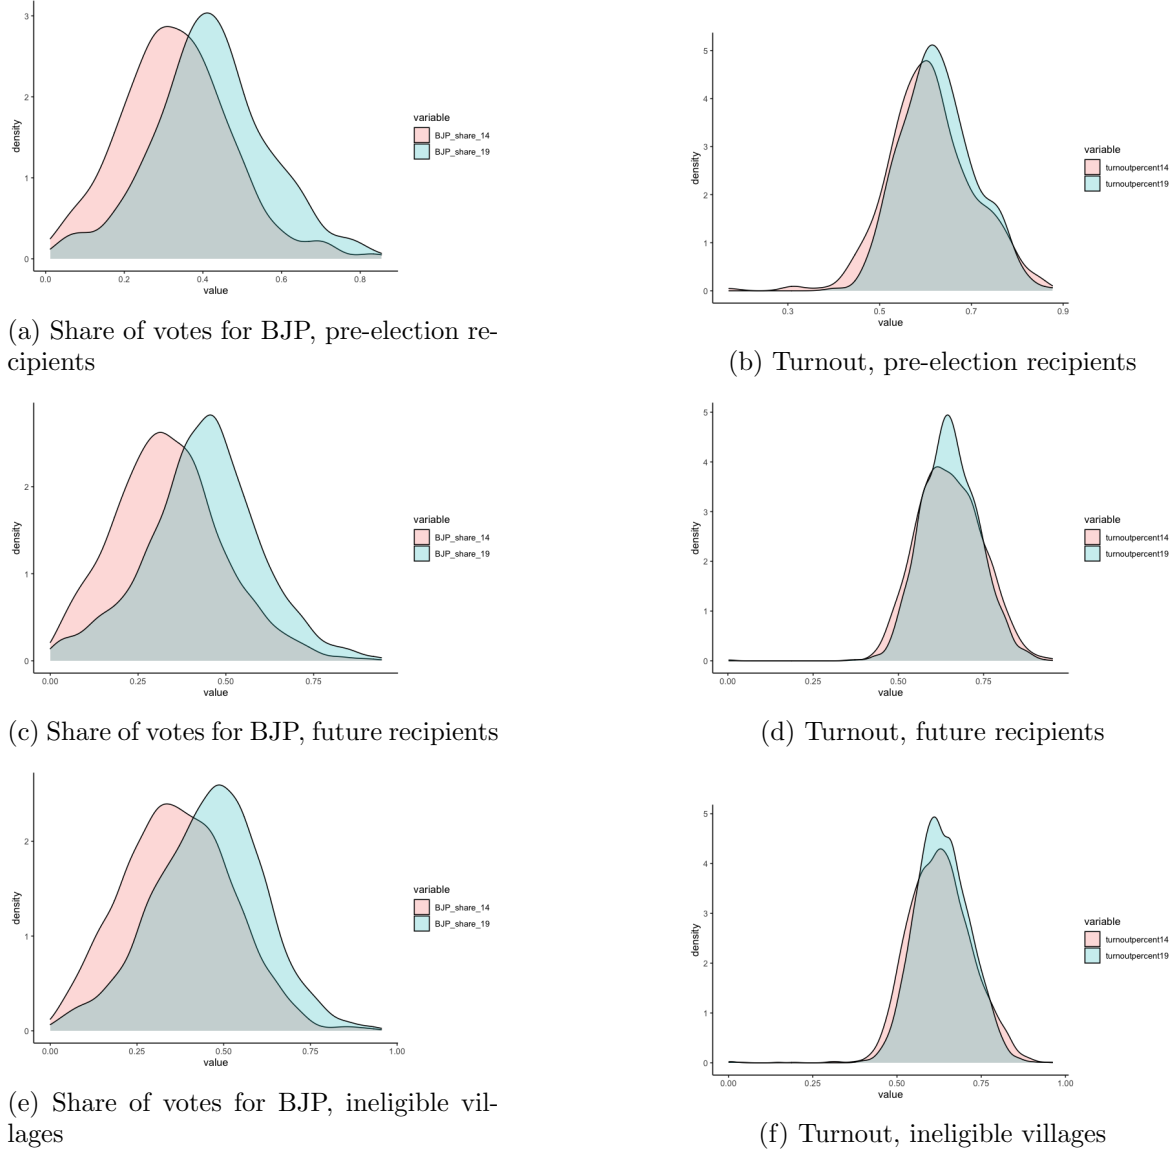 3
2
1
0
density
0.0
0.2
0.4
0.6
0.8
value
variable
BJP_share_14
BJP_share_19
(a) Share of votes for BJP, pre-election re-
cipients
5
4
3
2
1
0
density
0.3
0.5
0.7
0.9
value
variable
turnoutpercent14
turnoutpercent19
(b) Turnout, pre-election recipients
2
1
0
density
0.00
0.25
0.50
0.75
value
variable
BJP_share_14
BJP_share_19
(c) Share of votes for BJP, future recipients
5
4
3
2
1
0
density
0.00
0.25
0.50
0.75
value
variable
turnoutpercent14
turnoutpercent19
(d) Turnout, future recipients
2
1
0
density
0.00
0.25
0.50
0.75
1.00
value
variable
BJP_share_14
BJP_share_19
(e) Share of votes for BJP, ineligible vil-
lages
5
4
3
2
1
0
density
0.00
0.25
0.50
0.75
1.00
value
variable
turnoutpercent14
turnoutpercent19
(f) Turnout, ineligible villages